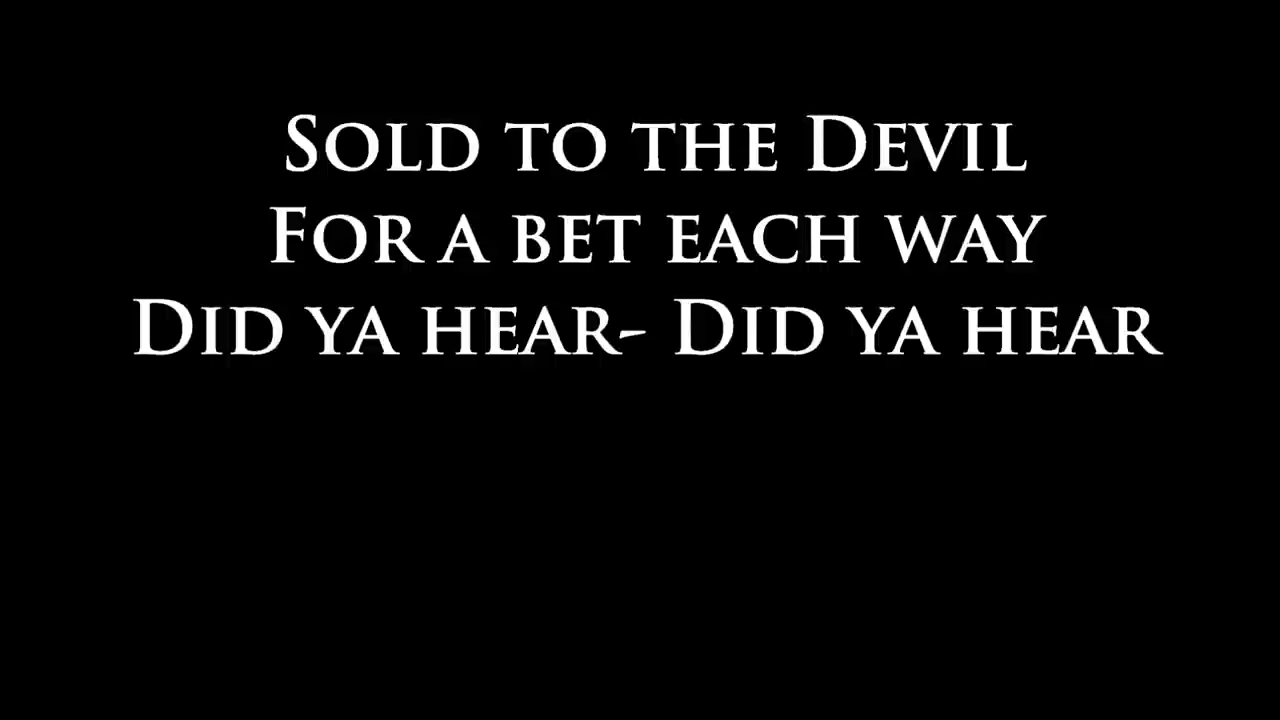 Sold to the Devil
For a bet each way
Did ya hear- Did ya hear